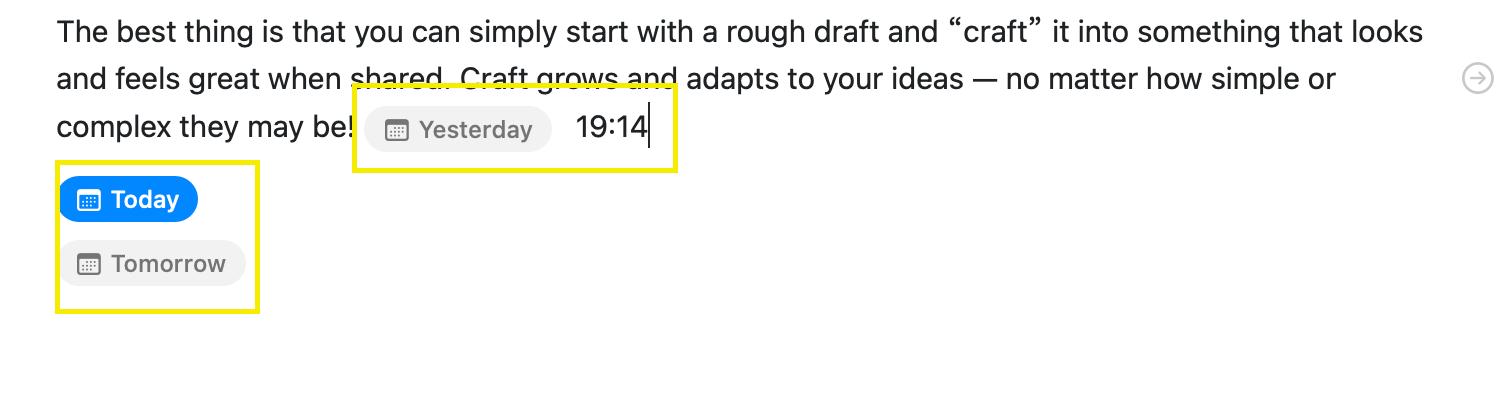 The best thing is that you can simply start with a rough draft and “craft” it into something that looks
and feels great when shared. Craft grows and adapts to your ideas — no matter how simple or
complex they may be! Yesterday 19:14
Today
Tomorrow